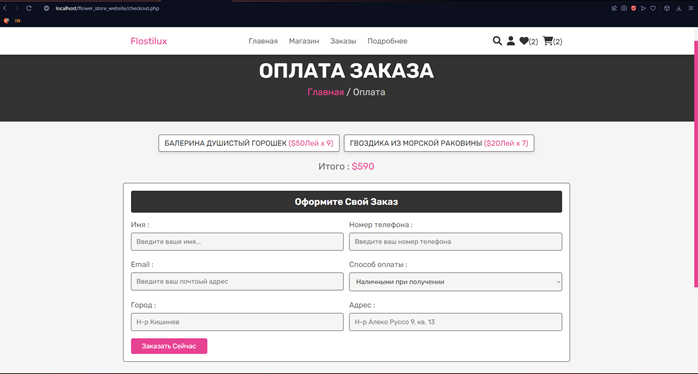 localhost/flower_store_website/checkout.php
Flostilux Главная Магазин Заказы Подробнее (2) (2)
ОПЛАТА ЗАКАЗА
Главная / Оплата
БАЛЕРИНА ДУШИСТЫЙ ГОРОШЕК ($50Лей x 9) ГВОЗДИКА ИЗ МОРСКОЙ РАКОВИНЫ ($20Лей x 7)
Итого : $590
Оформите Свой Заказ
Имя : Номер телефона :
Введите ваше имя... Введите ваш номер телефона
Email : Способ оплаты :
Введите ваш почтоый адрес Наличными при получении
Город : Адрес :
Н-р Кишинев Н-р Алеко Руссо 9, кв. 13
Заказать Сейчас